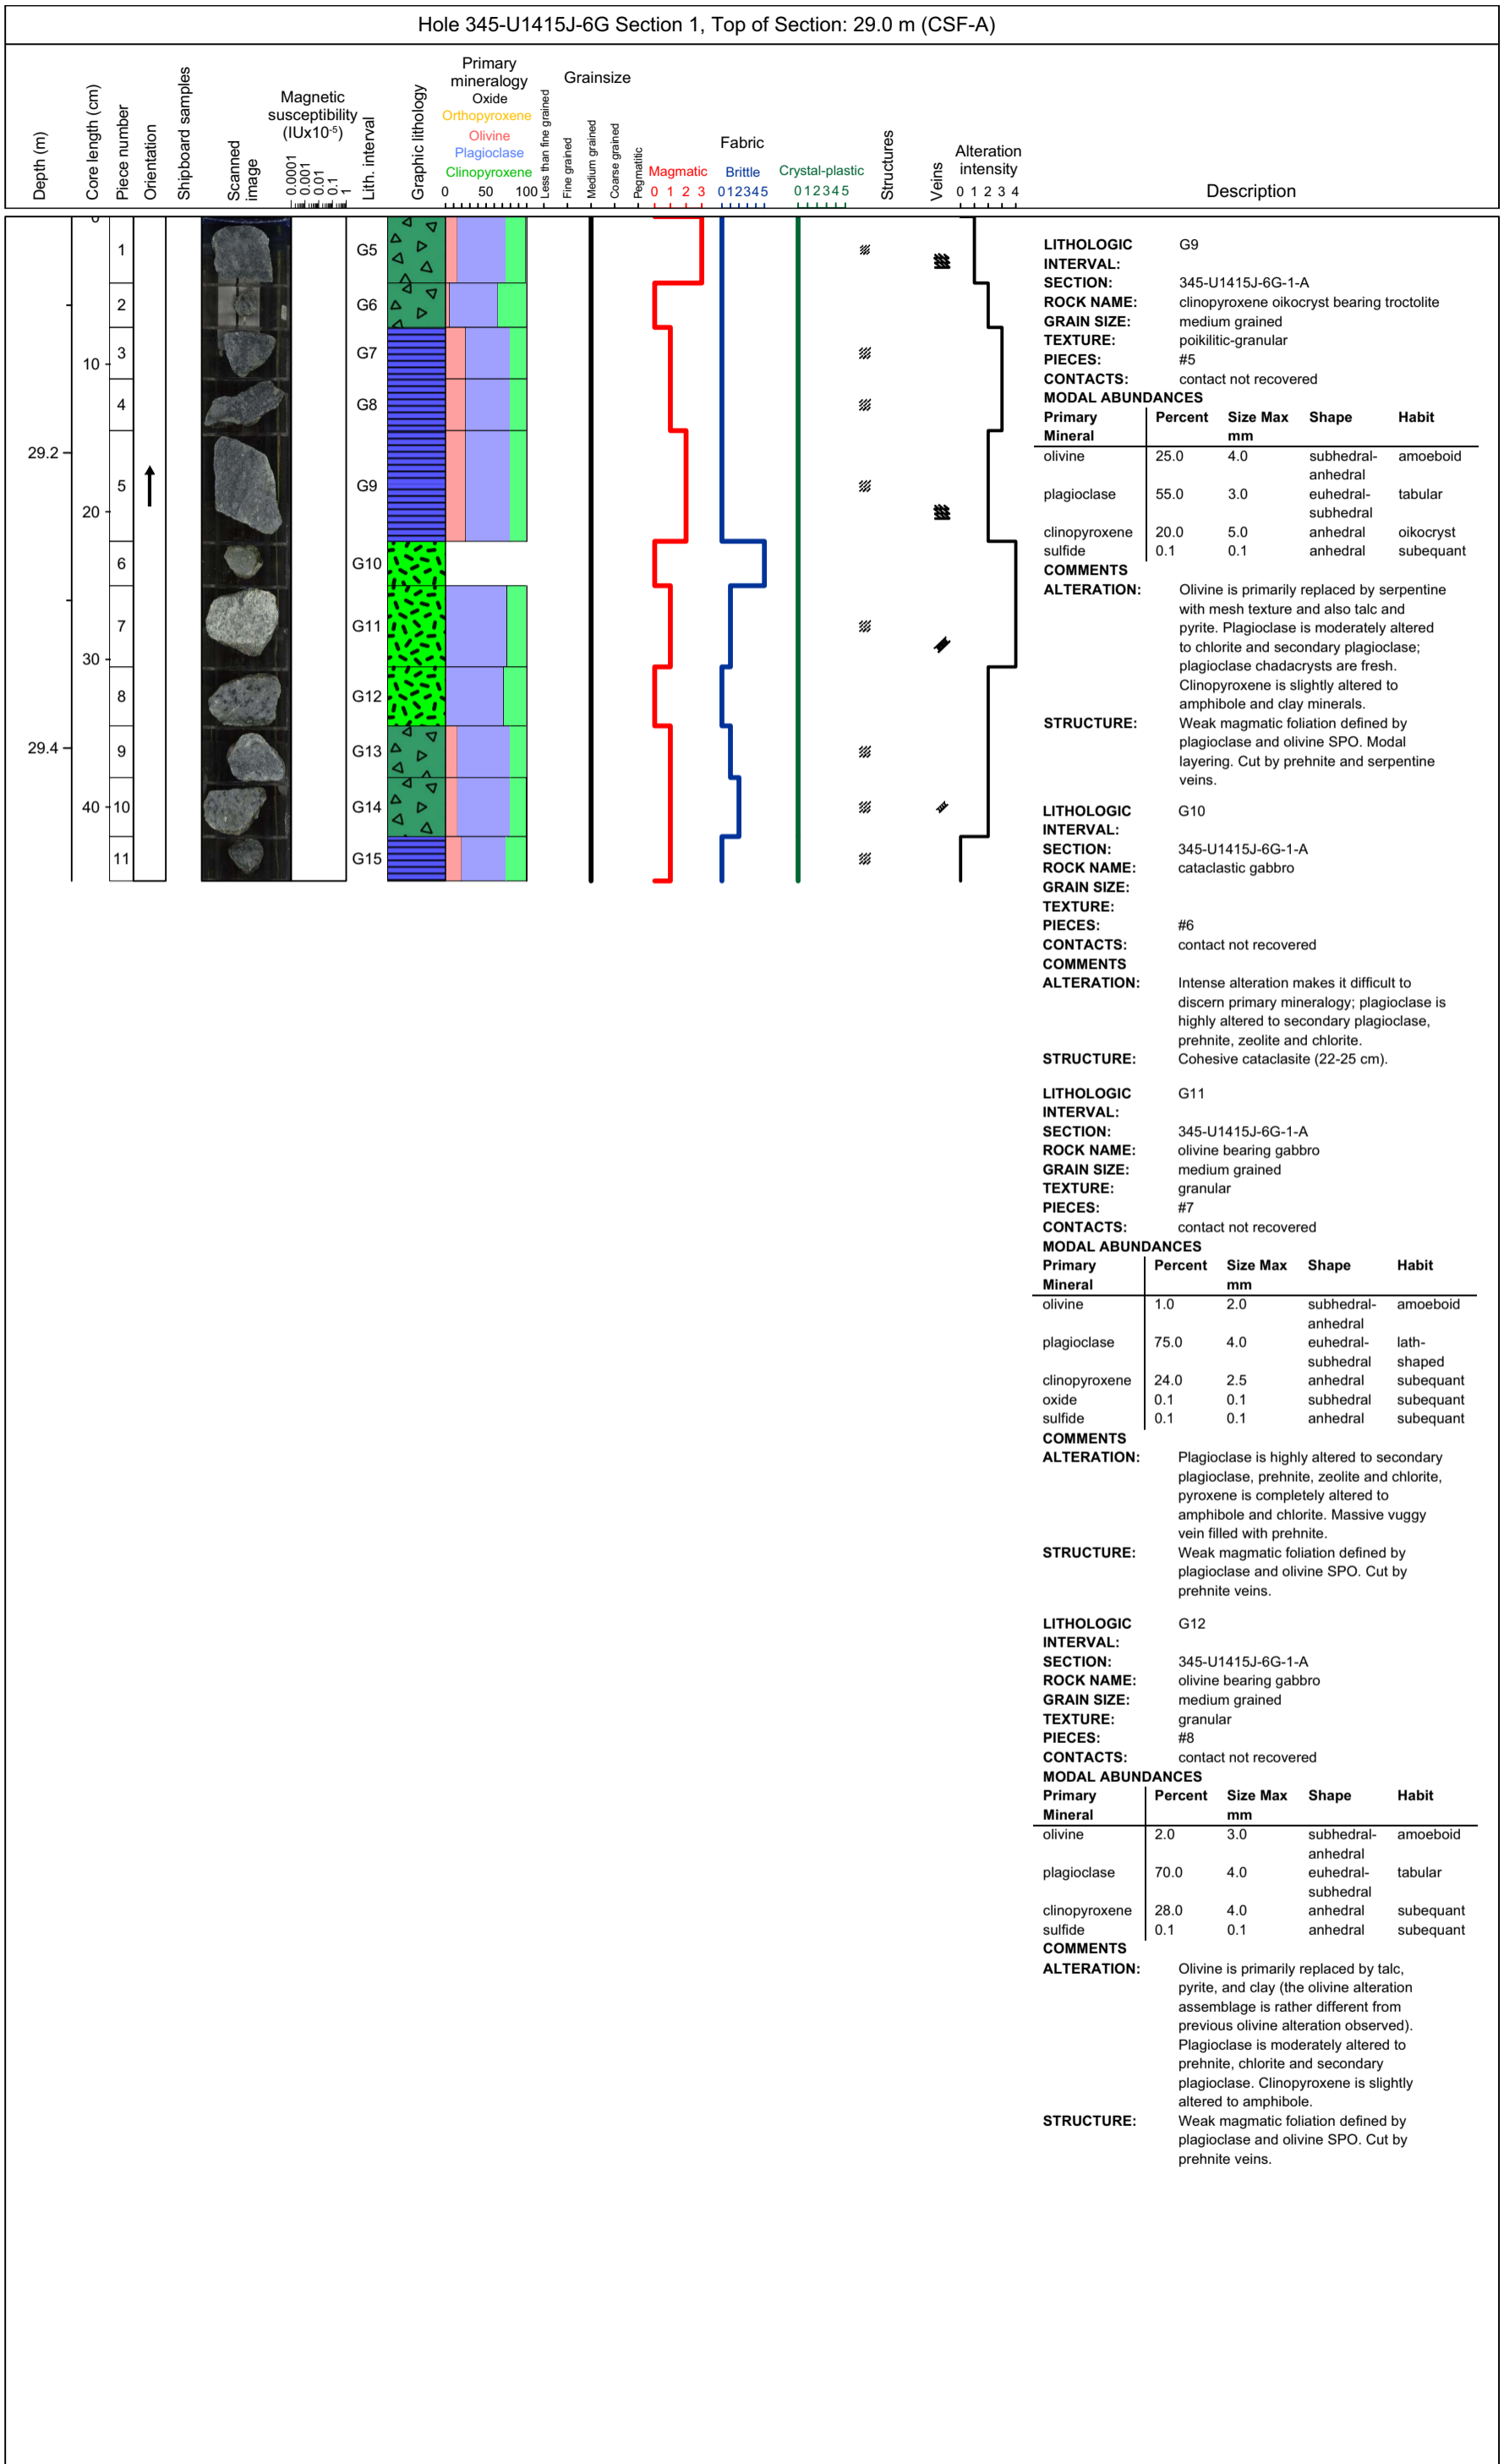 Hole 345-U1415J-6G Section 1, Top of Section: 29.0 m (CSF-A)
Depth (m)
Core length (cm)
Piece number
Orientation
Shipboard samples
Scanned image
Magnetic susceptibility (IUx10-5)
0.0001 0.001 0.01 0.1 1
Lith. interval
Graphic lithology
Primary mineralogy
Oxide
Orthopyroxene
Olivine
Plagioclase
Clinopyroxene
0 50 100
Grainsize
Less than fine grained
Fine grained
Medium grained
Coarse grained
Pegmatitic
Fabric
Magmatic
0 1 2 3
Brittle
0 1 2 3 4 5
Crystal-plastic
0 1 2 3 4 5
Structures
Veins
Alteration intensity
0 1 2 3 4
Description
0
1 G5
2 G6
3 G7
10
4 G8
29.2
5 G9
20
6 G10
7 G11
30
8 G12
29.4
9 G13
40 10 G14
11 G15
LITHOLOGIC G9
INTERVAL:
SECTION: 345-U1415J-6G-1-A
ROCK NAME: clinopyroxene oikocryst bearing troctolite
GRAIN SIZE: medium grained
TEXTURE: poikilitic-granular
PIECES: #5
CONTACTS: contact not recovered
MODAL ABUNDANCES
Primary Percent Size Max Shape Habit
Mineral mm
olivine 25.0 4.0 subhedral- amoeboid
anhedral
plagioclase 55.0 3.0 euhedral- tabular
subhedral
clinopyroxene 20.0 5.0 anhedral oikocryst
sulfide 0.1 0.1 anhedral subequant
COMMENTS
ALTERATION: Olivine is primarily replaced by serpentine
with mesh texture and also talc and
pyrite. Plagioclase is moderately altered
to chlorite and secondary plagioclase;
plagioclase chadacrysts are fresh.
Clinopyroxene is slightly altered to
amphibole and clay minerals.
STRUCTURE: Weak magmatic foliation defined by
plagioclase and olivine SPO. Modal
layering. Cut by prehnite and serpentine
veins.
LITHOLOGIC G10
INTERVAL:
SECTION: 345-U1415J-6G-1-A
ROCK NAME: cataclastic gabbro
GRAIN SIZE:
TEXTURE:
PIECES: #6
CONTACTS: contact not recovered
COMMENTS
ALTERATION: Intense alteration makes it difficult to
discern primary mineralogy; plagioclase is
highly altered to secondary plagioclase,
prehnite, zeolite and chlorite.
STRUCTURE: Cohesive cataclasite (22-25 cm).
LITHOLOGIC G11
INTERVAL:
SECTION: 345-U1415J-6G-1-A
ROCK NAME: olivine bearing gabbro
GRAIN SIZE: medium grained
TEXTURE: granular
PIECES: #7
CONTACTS: contact not recovered
MODAL ABUNDANCES
Primary Percent Size Max Shape Habit
Mineral mm
olivine 1.0 2.0 subhedral- amoeboid
anhedral
plagioclase 75.0 4.0 euhedral- lath-
subhedral shaped
clinopyroxene 24.0 2.5 anhedral subequant
oxide 0.1 0.1 subhedral subequant
sulfide 0.1 0.1 anhedral subequant
COMMENTS
ALTERATION: Plagioclase is highly altered to secondary
plagioclase, prehnite, zeolite and chlorite,
pyroxene is completely altered to
amphibole and chlorite. Massive vuggy
vein filled with prehnite.
STRUCTURE: Weak magmatic foliation defined by
plagioclase and olivine SPO. Cut by
prehnite veins.
LITHOLOGIC G12
INTERVAL:
SECTION: 345-U1415J-6G-1-A
ROCK NAME: olivine bearing gabbro
GRAIN SIZE: medium grained
TEXTURE: granular
PIECES: #8
CONTACTS: contact not recovered
MODAL ABUNDANCES
Primary Percent Size Max Shape Habit
Mineral mm
olivine 2.0 3.0 subhedral- amoeboid
anhedral
plagioclase 70.0 4.0 euhedral- tabular
subhedral
clinopyroxene 28.0 4.0 anhedral subequant
sulfide 0.1 0.1 anhedral subequant
COMMENTS
ALTERATION: Olivine is primarily replaced by talc,
pyrite, and clay (the olivine alteration
assemblage is rather different from
previous olivine alteration observed).
Plagioclase is moderately altered to
prehnite, chlorite and secondary
plagioclase. Clinopyroxene is slightly
altered to amphibole.
STRUCTURE: Weak magmatic foliation defined by
plagioclase and olivine SPO. Cut by
prehnite veins.